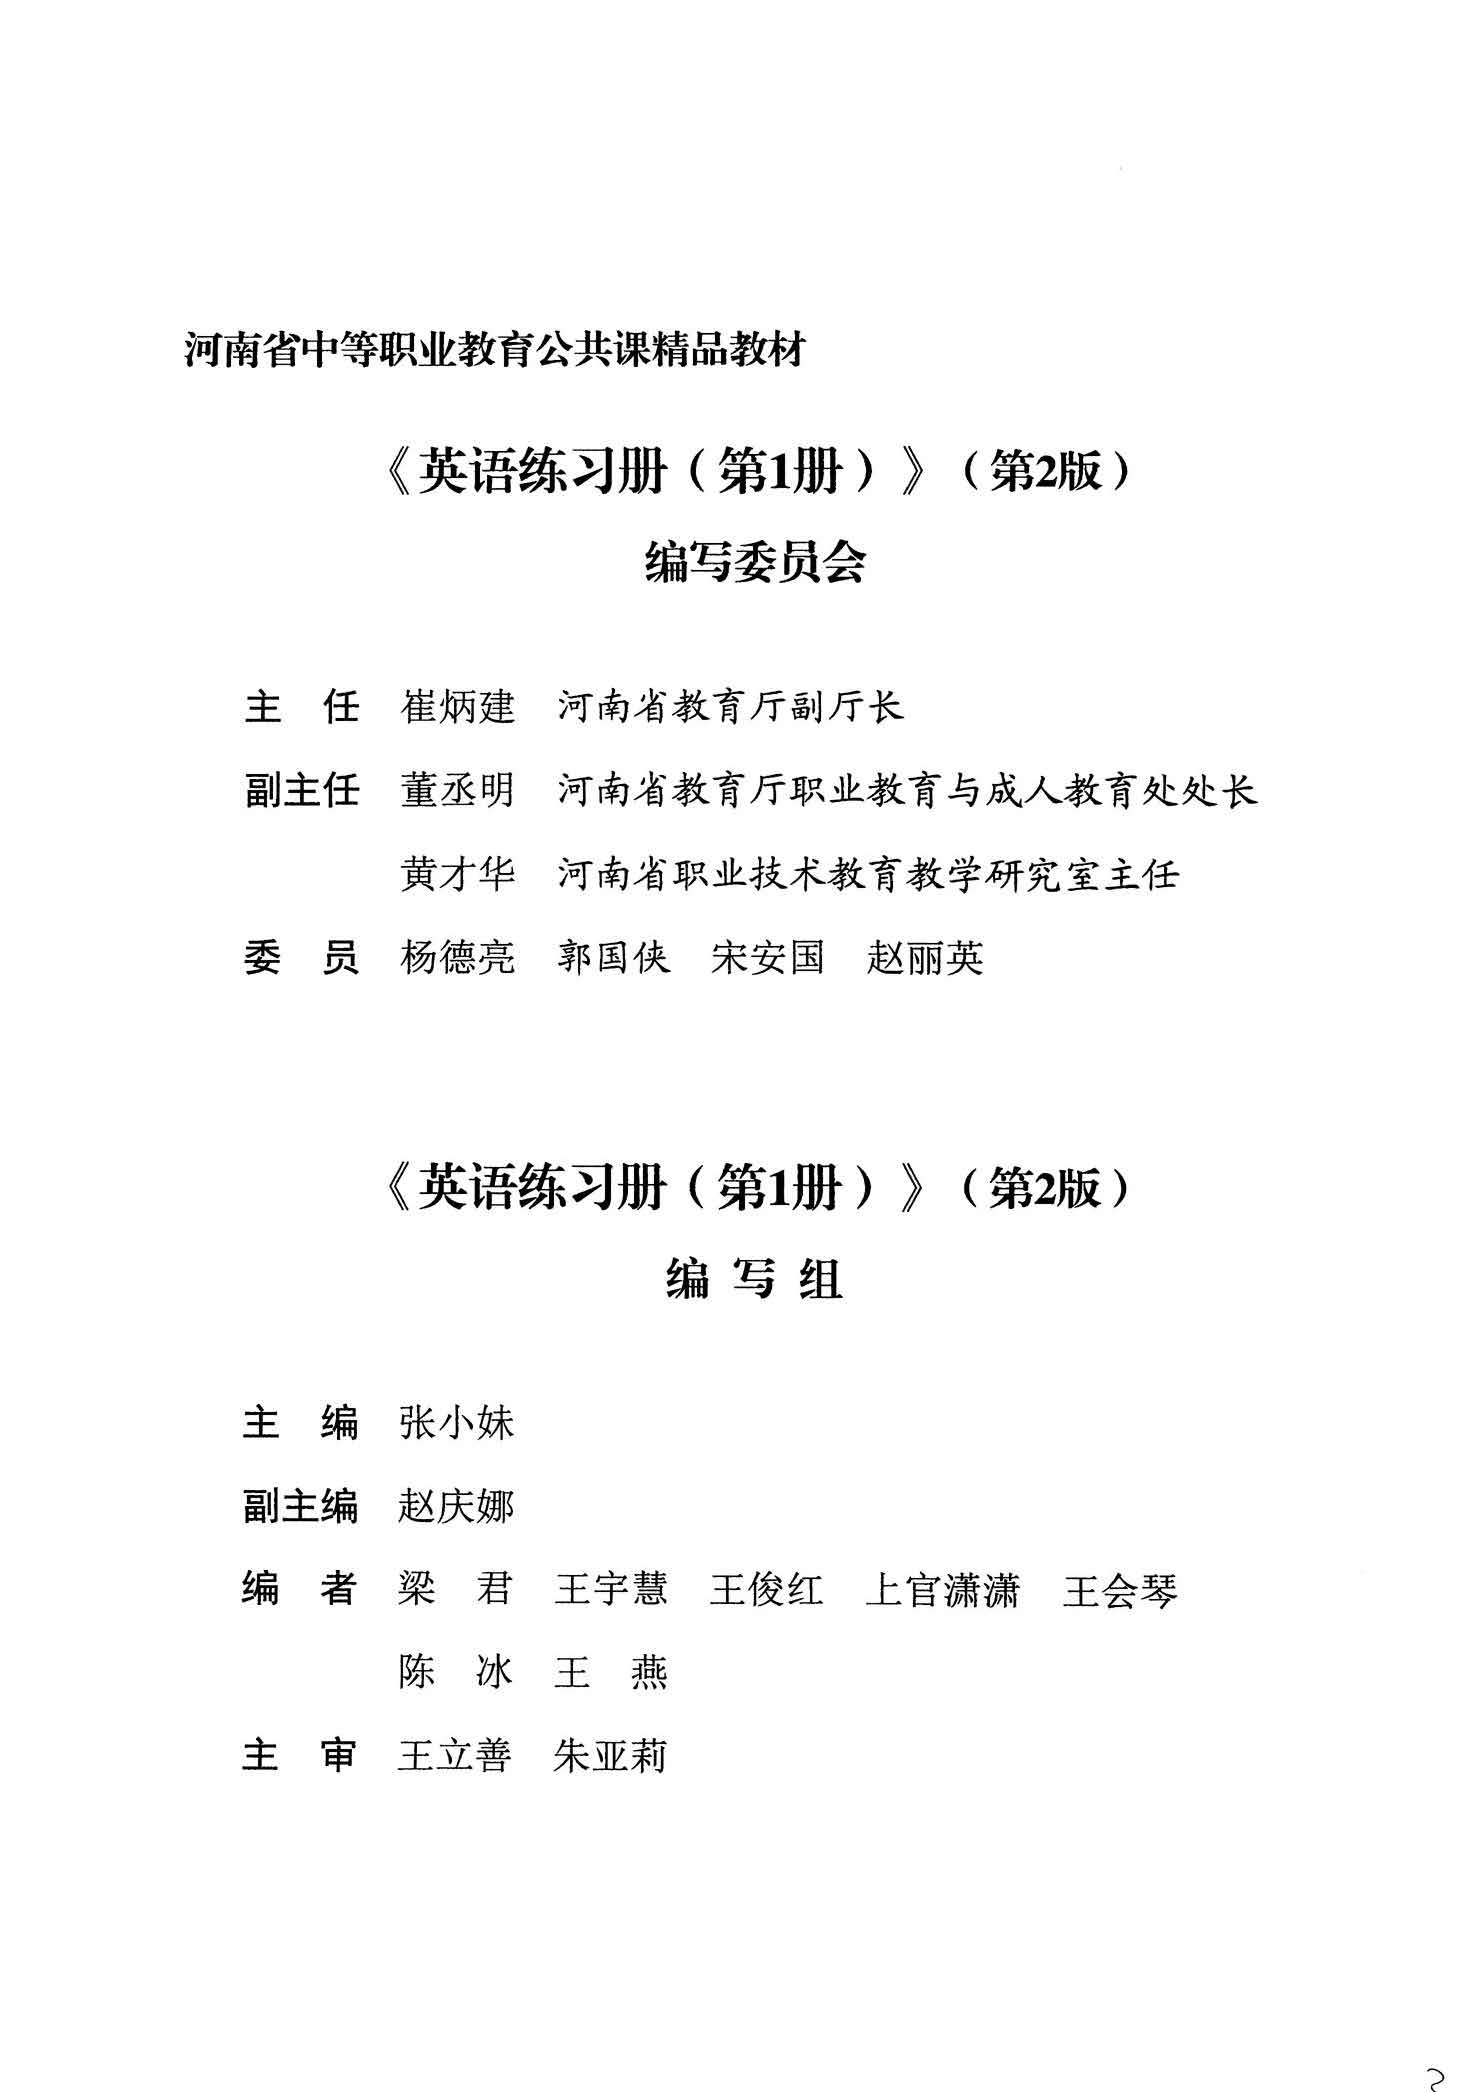 河南省中等职业教育公共课精品教材
《英语练习册（第1册）》（第2版）
编写委员会
主　任　崔炳建　河南省教育厅副厅长
副主任　董丞明　河南省教育厅职业教育与成人教育处处长
黄才华　河南省职业技术教育教学研究室主任
委　员　杨德亮　郭国侠　宋安国　赵丽英
《英语练习册（第1册）》（第2版）
编 写 组
主　编　张小妹
副主编　赵庆娜
编　者　梁　君　王宇慧　王俊红　上官潇潇　王会琴
陈　冰　王　燕
主　审　王立善　朱亚莉